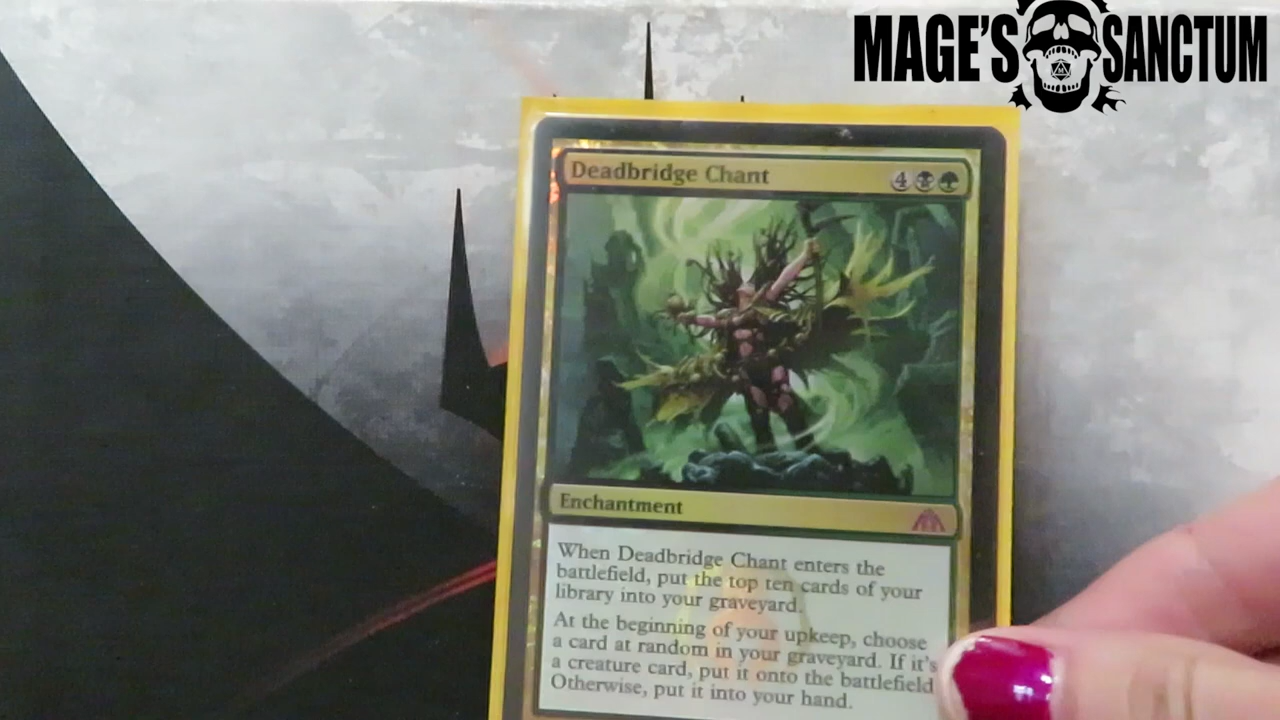 MAGE'S SANCTUM
Deadbridge Chant 4
Enchantment
When Deadbridge Chant enters the
battlefield, put the top ten cards of your
library into your graveyard.
At the beginning of your upkeep, choose
a card at random in your graveyard. If it's
a creature card, put it onto the battlefield
Otherwise, put it into your hand.